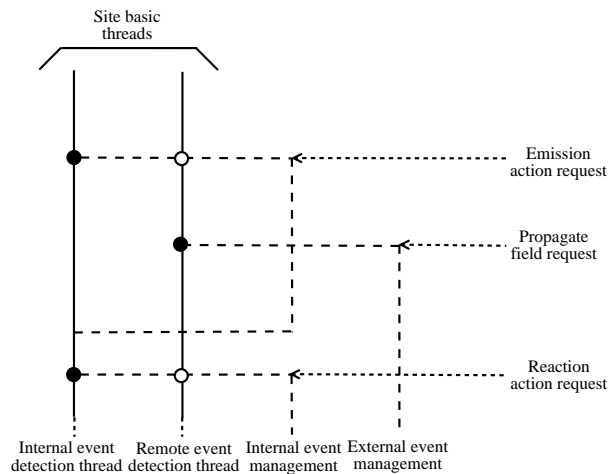 Site basic
threads
Emission
action request
Propagate
field request
Reaction
action request
Internal event
detection thread
Remote event
detection thread
Internal event
management
External event
management